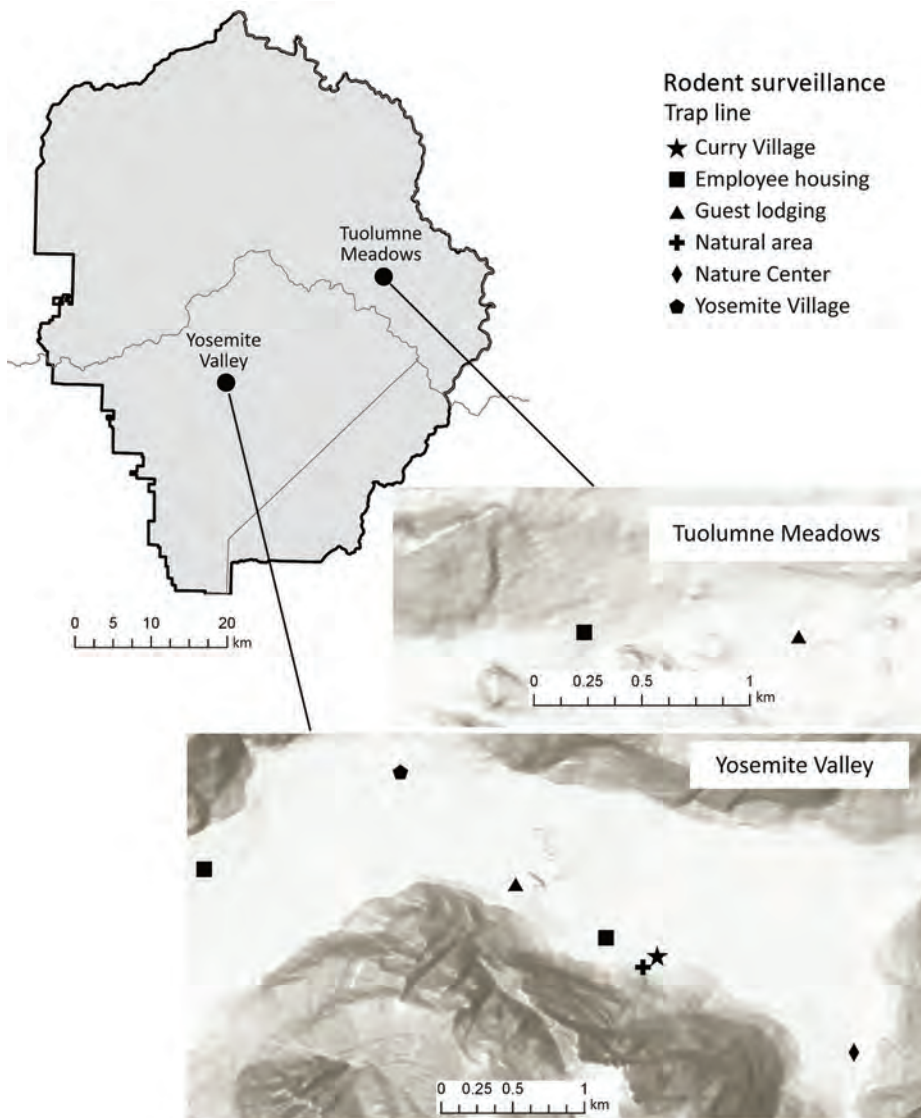 Rodent surveillance
Trap line
Curry Village
Employee housing
Guest lodging
Natural area
Nature Center
Yosemite Village
Tuolumne
Meadows
Yosemite
Valley
0 5 10 20
km
Tuolumne Meadows
0 0.25 0.5 1
km
Yosemite Valley
0 0.25 0.5 1
km